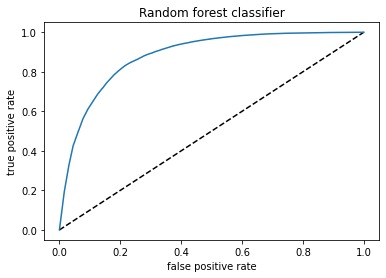 Random forest classifier
1.0
0.8
0.6
0.4
0.2
0.0
true positive rate
0.0 0.2 0.4 0.6 0.8 1.0
false positive rate